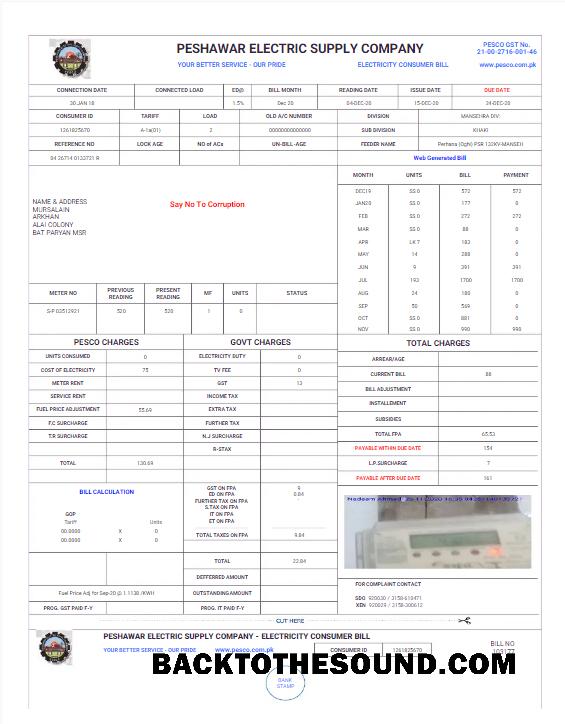 PESHAWAR ELECTRIC SUPPLY COMPANY
PESCO GST No.
21-00-2716-001-46
YOUR BETTER SERVICE - OUR PRIDE ELECTRICITY CONSUMER BILL www.pesco.com.pk
CONNECTION DATE CONNECTED LOAD ED@ BILL MONTH READING DATE ISSUE DATE DUE DATE
30 JAN 18 1.5% Dec 20 04-DEC-20 15-DEC-20 24-DEC-20
CONSUMER ID TARIFF LOAD OLD A/C NUMBER DIVISION MANSEHRA DIV:
1261825670 A-1a(01) 2 00000000000000 SUB DIVISION KHAKI
REFERENCE NO LOCK AGE NO of ACs UN-BILL-AGE FEEDER NAME Perhana (Oghi) PSR 132KV-MANSEH
04 26714 0133721 R Web Generated Bill
MONTH UNITS BILL PAYMENT
DEC19 SS 0 572 572
JAN20 SS 0 177 0
FEB SS 0 272 272
MAR SS 0 88 0
APR LK 7 183 0
MAY 14 288 0
JUN 9 391 391
JUL 193 1700 1700
AUG 24 180 0
SEP 50 569 0
OCT SS 0 881 0
NOV SS 0 990 990
NAME & ADDRESS
MURSALAIN
ARKHAN
ALAI COLONY
BAT PARYAN MSR
Say No To Corruption
METER NO PREVIOUS READING PRESENT READING MF UNITS STATUS
S-P 03512921 520 520 1 0
PESCO CHARGES GOVT CHARGES TOTAL CHARGES
UNITS CONSUMED 0 ELECTRICITY DUTY 0
COST OF ELECTRICITY 75 TV FEE 0
METER RENT GST 13
SERVICE RENT INCOME TAX
FUEL PRICE ADJUSTMENT 55.69 EXTRA TAX
F.C SURCHARGE FURTHER TAX
T.R SURCHARGE N.J SURCHARGE
R-STAX
TOTAL 130.69
ARREAR/AGE
CURRENT BILL 88
BILL ADJUSTMENT
INSTALLEMENT
SUBSIDIES
TOTAL FPA 65.53
PAYABLE WITHIN DUE DATE 154
L.P.SURCHARGE 7
PAYABLE AFTER DUE DATE 161
BILL CALCULATION
GOP
Tariff Units
00.0000 X 0
00.0000 X 0
GST ON FPA 9
ED ON FPA 0.84
FURTHER TAX ON FPA
S.TAX ON FPA
IT ON FPA
ET ON FPA
TOTAL TAXES ON FPA 9.84
TOTAL 22.84
DEFFERED AMOUNT
Fuel Price Adj for Sep-20 @ 1.1138 /KWH OUTSTANDING AMOUNT
PROG. GST PAID F-Y PROG. IT PAID F-Y
FOR COMPLAINT CONTACT
SDO 920030 / 3158-619471
XEN 920029 / 3158-300612
CUT HERE
PESHAWAR ELECTRIC SUPPLY COMPANY - ELECTRICITY CONSUMER BILL
YOUR BETTER SERVICE - OUR PRIDE www.pesco.com.pk CONSUMER ID 1261825670
BILL NO
BACKTOTHESOUND.COM
BANK
STAMP